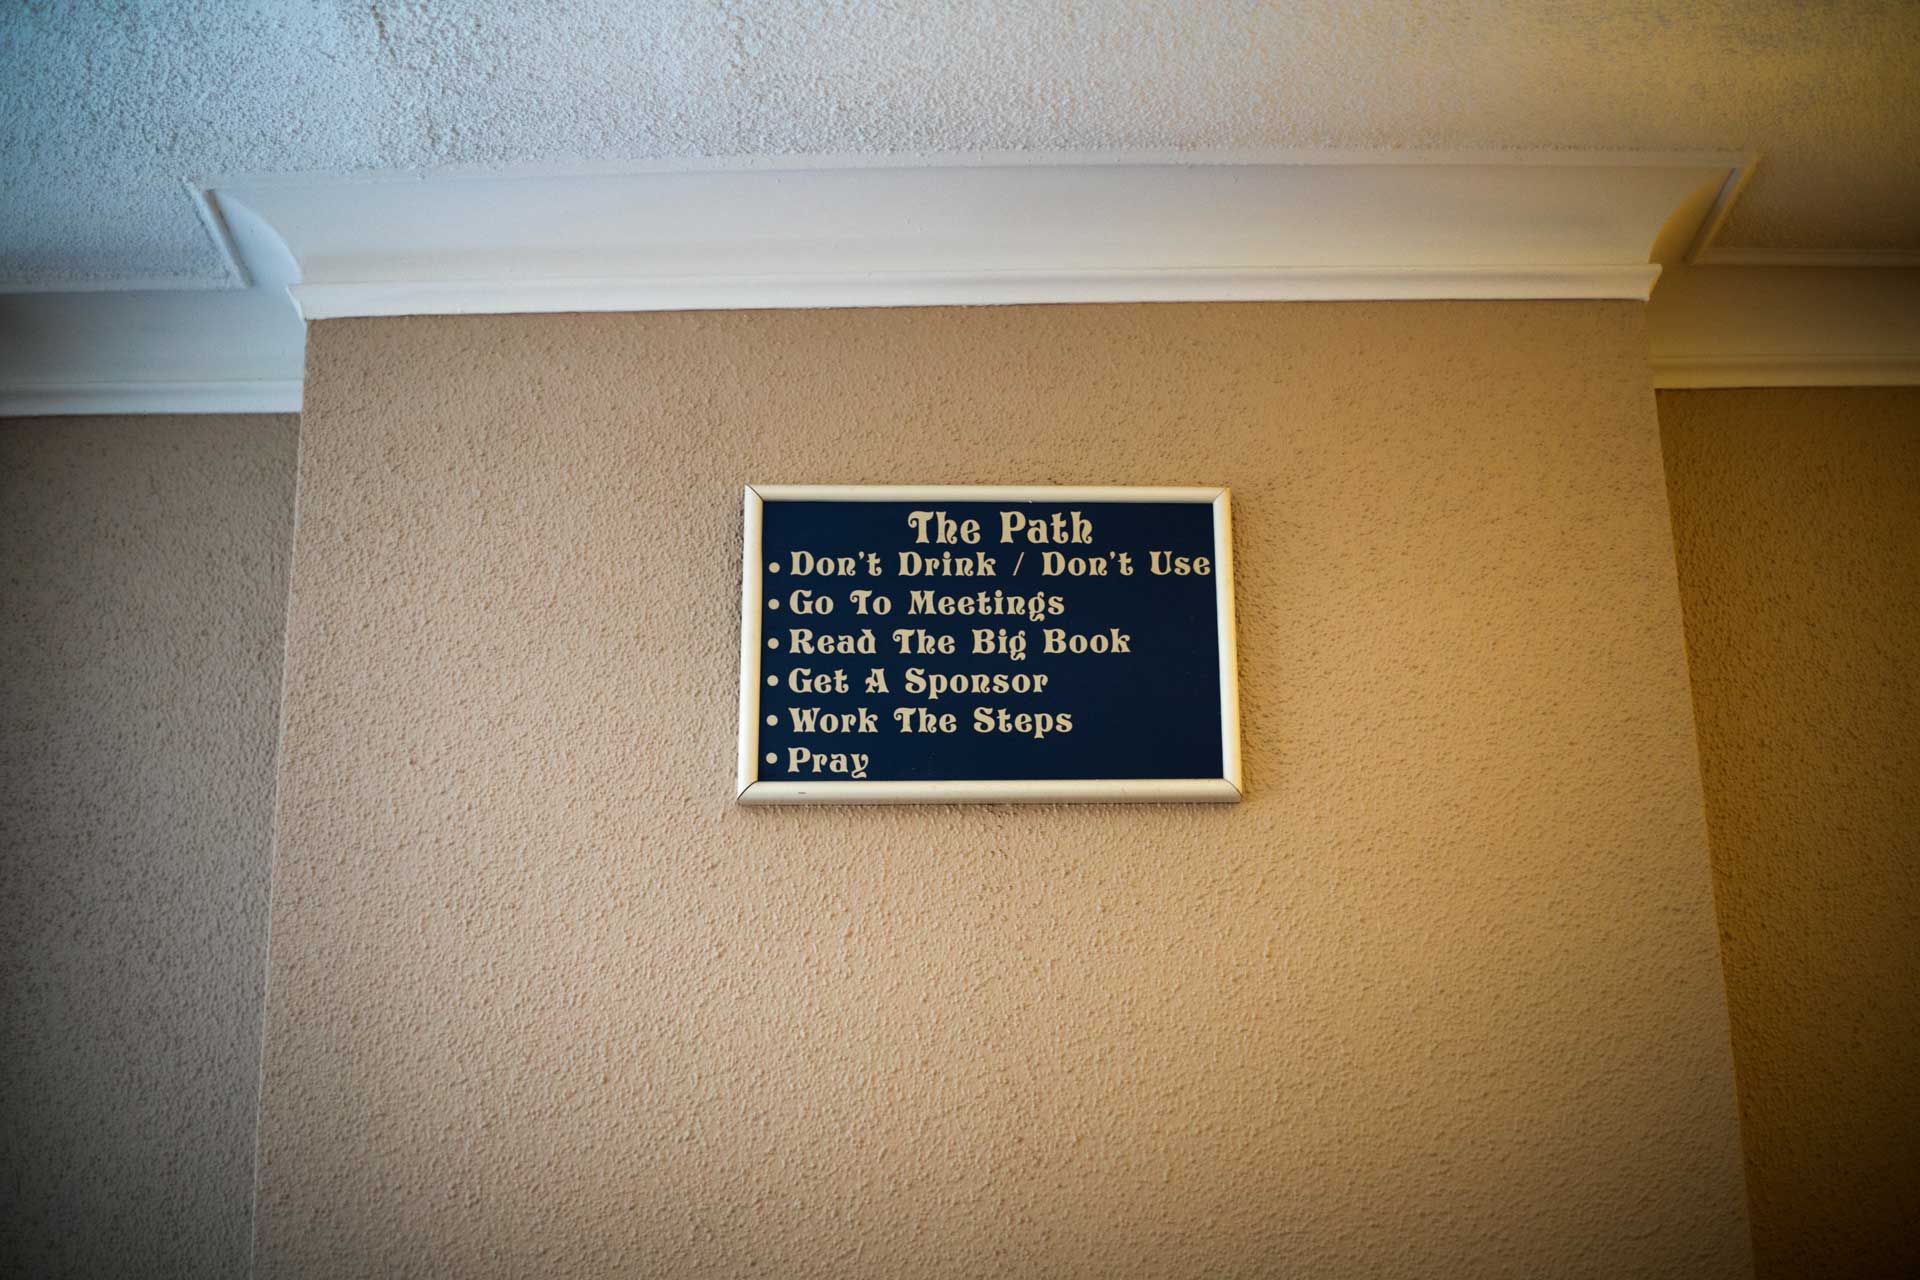 The Path
• Don't Drink / Don't Use
• Go To Meetings
• Read The Big Book
• Get A Sponsor
• Work The Steps
• Pray